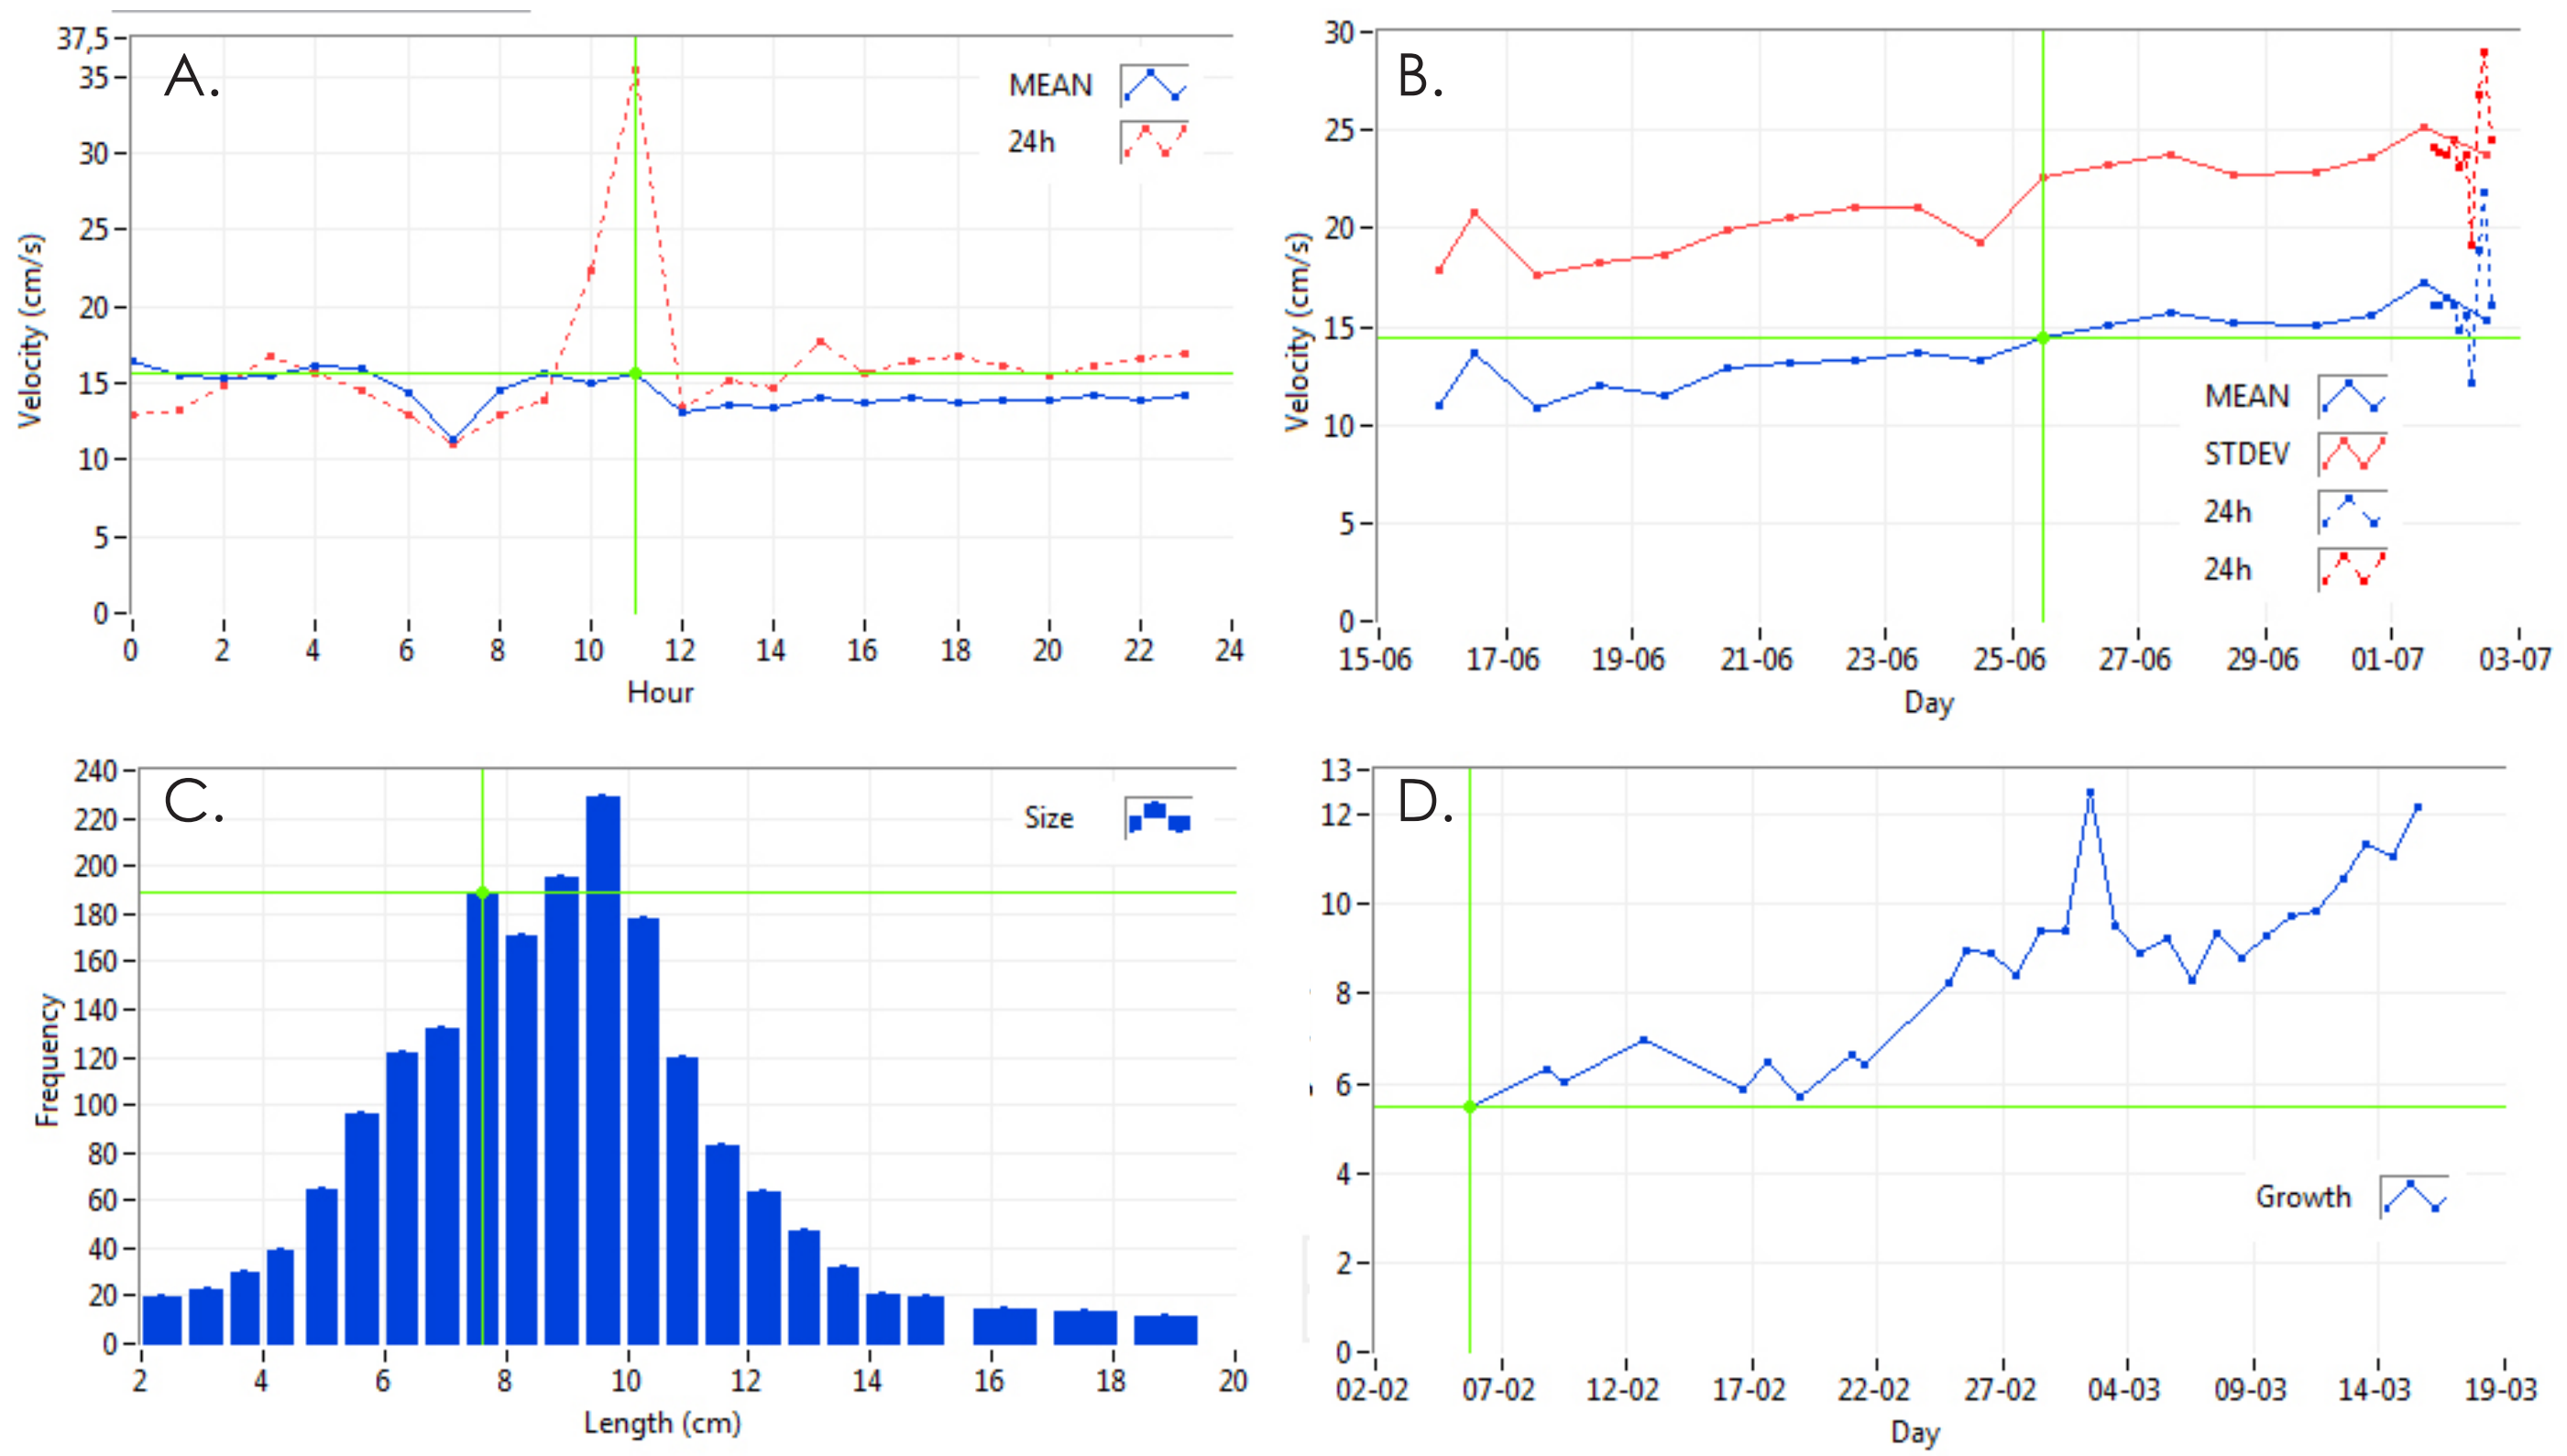 A.
37,5
35
30
25
20
15
10
5
0
Velocity (cm/s)
MEAN
24h
0 2 4 6 8 10 12 14 16 18 20 22 24
Hour
B.
30
25
20
15
10
5
0
Velocity (cm/s)
MEAN
STDEV
24h
24h
15-06 17-06 19-06 21-06 23-06 25-06 27-06 29-06 01-07 03-07
Day
C.
240
220
200
180
160
140
120
100
80
60
40
20
0
Frequency
Size
2 4 6 8 10 12 14 16 18 20
Length (cm)
D.
13
12
10
8
6
4
2
0
Growth
02-02 07-02 12-02 17-02 22-02 27-02 04-03 09-03 14-03 19-03
Day